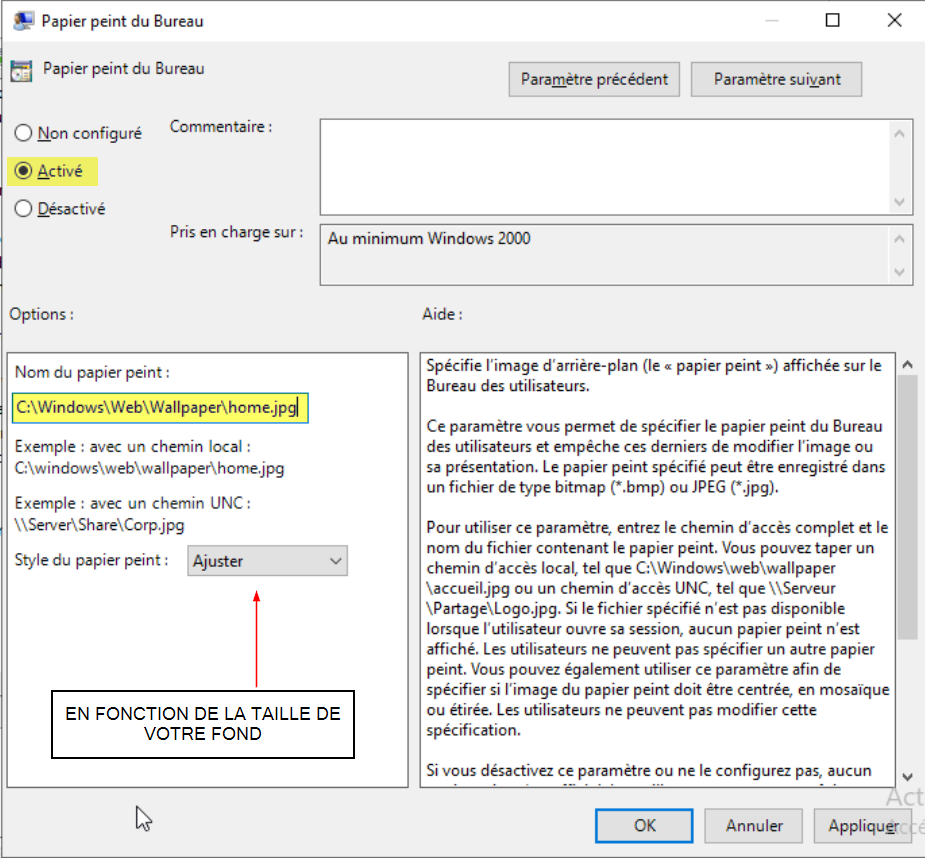 Papier peint du Bureau
Papier peint du Bureau
Paramètre précédent
Paramètre suivant
Non configuré
Commentaire :
Activé
Désactivé
Pris en charge sur :
Au minimum Windows 2000
Options :
Aide :
Nom du papier peint :
C:\Windows\Web\Wallpaper\home.jpg
Exemple : avec un chemin local :
C:\windows\web\wallpaper\home.jpg
Exemple : avec un chemin UNC :
\\Server\Share\Corp.jpg
Style du papier peint :
Ajuster
EN FONCTION DE LA TAILLE DE
VOTRE FOND
Spécifie l’image d’arrière-plan (le « papier peint ») affichée sur le
Bureau des utilisateurs.
Ce paramètre vous permet de spécifier le papier peint du Bureau
des utilisateurs et empêche ces derniers de modifier l’image ou
sa présentation. Le papier peint spécifié peut être enregistré dans
un fichier de type bitmap (*.bmp) ou JPEG (*.jpg).
Pour utiliser ce paramètre, entrez le chemin d’accès complet et le
nom du fichier contenant le papier peint. Vous pouvez taper un
chemin d’accès local, tel que C:\Windows\web\wallpaper
\accueil.jpg ou un chemin d’accès UNC, tel que \\Serveur
\Partage\Logo.jpg. Si le fichier spécifié n’est pas disponible
lorsque l’utilisateur ouvre sa session, aucun papier peint n’est
affiché. Les utilisateurs ne peuvent pas spécifier un autre papier
peint. Vous pouvez également utiliser ce paramètre afin de
spécifier si l’image du papier peint doit être centrée, en mosaïque
ou étirée. Les utilisateurs ne peuvent pas modifier cette
spécification.
Si vous désactivez ce paramètre ou ne le configurez pas, aucun
OK
Annuler
Appliquer